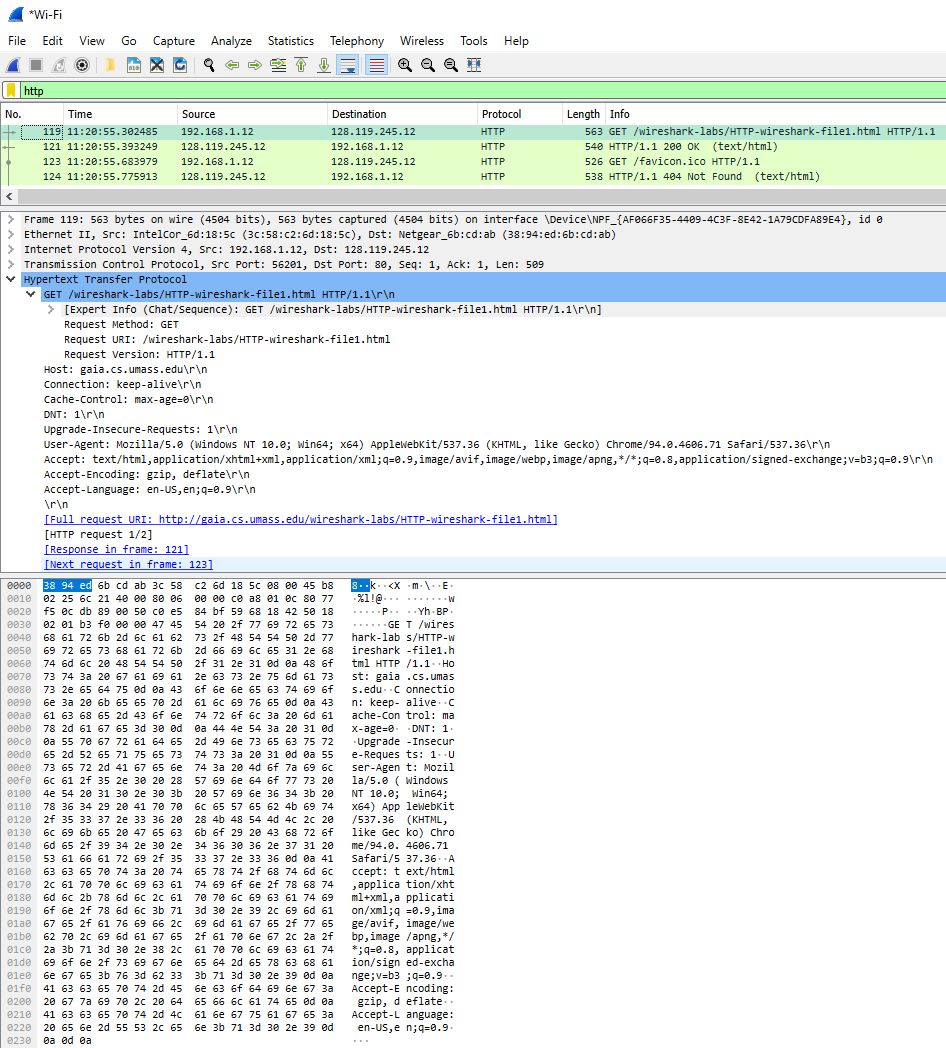 *Wi-Fi
File Edit View Go Capture Analyze Statistics Telephony Wireless Tools Help
http
No. Time Source Destination Protocol Length Info
119 11:20:55.302485 192.168.1.12 128.119.245.12 HTTP 563 GET /wireshark-labs/HTTP-wireshark-file1.html HTTP/1.1
121 11:20:55.393249 128.119.245.12 192.168.1.12 HTTP 540 HTTP/1.1 200 OK (text/html)
123 11:20:55.683979 192.168.1.12 128.119.245.12 HTTP 526 GET /favicon.ico HTTP/1.1
124 11:20:55.775913 128.119.245.12 192.168.1.12 HTTP 538 HTTP/1.1 404 Not Found (text/html)
Frame 119: 563 bytes on wire (4504 bits), 563 bytes captured (4504 bits) on interface \Device\NPF_{AF066F35-4409-4C3F-8E42-1A79CDFA89E4}, id 0
Ethernet II, Src: IntelCor_6d:18:5c (3c:58:c2:6d:18:5c), Dst: Netgear_6b:cd:ab (38:94:ed:6b:cd:ab)
Internet Protocol Version 4, Src: 192.168.1.12, Dst: 128.119.245.12
Transmission Control Protocol, Src Port: 56201, Dst Port: 80, Seq: 1, Ack: 1, Len: 509
Hypertext Transfer Protocol
GET /wireshark-labs/HTTP-wireshark-file1.html HTTP/1.1\r\n
[Expert Info (Chat/Sequence): GET /wireshark-labs/HTTP-wireshark-file1.html HTTP/1.1\r\n]
Request Method: GET
Request URI: /wireshark-labs/HTTP-wireshark-file1.html
Request Version: HTTP/1.1
Host: gaia.cs.umass.edu\r\n
Connection: keep-alive\r\n
Cache-Control: max-age=0\r\n
DNT: 1\r\n
Upgrade-Insecure-Requests: 1\r\n
User-Agent: Mozilla/5.0 (Windows NT 10.0; Win64; x64) AppleWebKit/537.36 (KHTML, like Gecko) Chrome/94.0.4606.71 Safari/537.36\r\n
Accept: text/html,application/xhtml+xml,application/xml;q=0.9,image/avif,image/webp,image/apng,*/*;q=0.8,application/signed-exchange;v=b3;q=0.9\r\n
Accept-Encoding: gzip, deflate\r\n
Accept-Language: en-US,en;q=0.9\r\n
\r\n
[Full request URI: http://gaia.cs.umass.edu/wireshark-labs/HTTP-wireshark-file1.html]
[HTTP request 1/2]
[Response in frame: 121]
[Next request in frame: 123]
0000 38 94 ed 6b cd ab 3c 58 c2 6d 18 5c 08 00 45 b8 8··k··<X ·m·\··E·
0010 02 25 6c 21 40 00 80 06 00 00 c0 a8 01 0c 80 77 ·%l!@··· ·······w
0020 f5 0c db 89 00 50 c0 e5 84 bf 59 68 18 42 50 18 ·····P·· ··Yh·BP·
0030 02 01 b3 f0 00 00 47 45 54 20 2f 77 69 72 65 73 ······GE T /wires
0040 68 61 72 6b 2d 6c 61 62 73 2f 48 54 54 50 2d 77 hark-lab s/HTTP-w
0050 69 72 65 73 68 61 72 6b 2d 66 69 6c 65 31 2e 68 ireshark -file1.h
0060 74 6d 6c 20 48 54 54 50 2f 31 2e 31 0d 0a 48 6f tml HTTP /1.1··Ho
0070 73 74 3a 20 67 61 69 61 2e 63 73 2e 75 6d 61 73 st: gaia .cs.umas
0080 73 2e 65 64 75 0d 0a 43 6f 6e 6e 65 63 74 69 6f s.edu··C onnectio
0090 6e 3a 20 6b 65 65 70 2d 61 6c 69 76 65 0d 0a 43 n: keep- alive··C
00a0 61 63 68 65 2d 43 6f 6e 74 72 6f 6c 3a 20 6d 61 ache-Con trol: ma
00b0 78 2d 61 67 65 3d 30 0d 0a 44 4e 54 3a 20 31 0d x-age=0· ·DNT: 1·
00c0 0a 55 70 67 72 61 64 65 2d 49 6e 73 65 63 75 72 ·Upgrade -Insecur
00d0 65 2d 52 65 71 75 65 73 74 73 3a 20 31 0d 0a 55 e-Reques ts: 1··U
00e0 73 65 72 2d 41 67 65 6e 74 3a 20 4d 6f 7a 69 6c ser-Agen t: Mozil
00f0 6c 61 2f 35 2e 30 20 28 57 69 6e 64 6f 77 73 20 la/5.0 ( Windows
0100 4e 54 20 31 30 2e 30 3b 20 57 69 6e 36 34 3b 20 NT 10.0; Win64;
0110 78 36 34 29 20 41 70 70 6c 65 57 65 62 4b 69 74 x64) App leWebKit
0120 2f 35 33 37 2e 33 36 20 28 4b 48 54 4d 4c 2c 20 /537.36 (KHTML,
0130 6c 69 6b 65 20 47 65 63 6b 6f 29 20 43 68 72 6f like Gec ko) Chro
0140 6d 65 2f 39 34 2e 30 2e 34 36 30 36 2e 37 31 20 me/94.0. 4606.71
0150 53 61 66 61 72 69 2f 35 33 37 2e 33 36 0d 0a 41 Safari/5 37.36··A
0160 63 63 65 70 74 3a 20 74 65 78 74 2f 68 74 6d 6c ccept: t ext/html
0170 2c 61 70 70 6c 69 63 61 74 69 6f 6e 2f 78 68 74 ,applica tion/xht
0180 6d 6c 2b 78 6d 6c 2c 61 70 70 6c 69 63 61 74 69 ml+xml,a pplicati
0190 6f 6e 2f 78 6d 6c 3b 71 3d 30 2e 39 2c 69 6d 61 on/xml;q =0.9,ima
01a0 67 65 2f 61 76 69 66 2c 69 6d 61 67 65 2f 77 65 ge/avif, image/we
01b0 62 70 2c 69 6d 61 67 65 2f 61 70 6e 67 2c 2a 2f bp,image /apng,*/
01c0 2a 3b 71 3d 30 2e 38 2c 61 70 70 6c 69 63 61 74 *;q=0.8, applicat
01d0 69 6f 6e 2f 73 69 67 6e 65 64 2d 65 78 63 68 61 ion/sign ed-excha
01e0 6e 67 65 3b 76 3d 62 33 3b 71 3d 30 2e 39 0d 0a nge;v=b3 ;q=0.9··
01f0 41 63 63 65 70 74 2d 45 6e 63 6f 64 69 6e 67 3a Accept-E ncoding:
0200 20 67 7a 69 70 2c 20 64 65 66 6c 61 74 65 0d 0a gzip, d eflate··
0210 41 63 63 65 70 74 2d 4c 61 6e 67 75 61 67 65 3a Accept-L anguage:
0220 20 65 6e 2d 55 53 2c 65 6e 3b 71 3d 30 2e 39 0d en-US,e n;q=0.9·
0230 0a 0d 0a ···